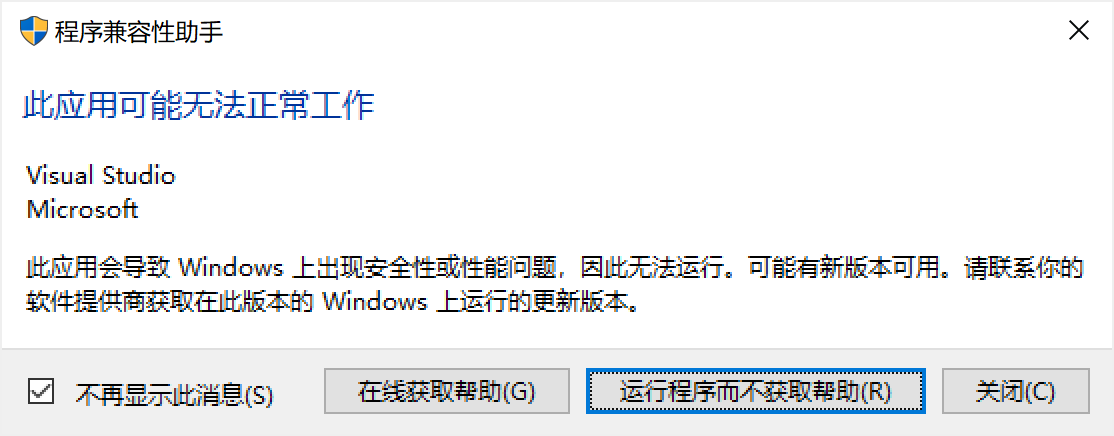 程序兼容性助手
此应用可能无法正常工作
Visual Studio
Microsoft
此应用会导致 Windows 上出现安全性或性能问题，因此无法运行。可能有新版本可用。请联系你的
软件提供商获取在此版本的 Windows 上运行的更新版本。
不再显示此消息(S) 在线获取帮助(G) 运行程序而不获取帮助(R) 关闭(C)